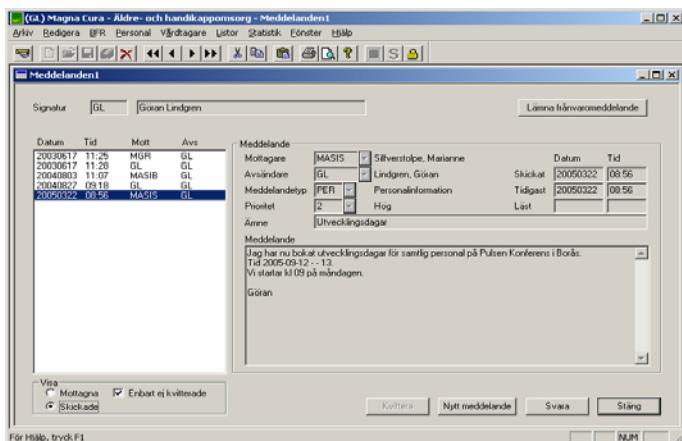 (GL) Magna Cura - Äldre- och handikappomsorg - Meddelanden1
Arkiv Redigera UFR Personal Vårdtagare Listor Statistik Fönster Hjälp
Meddelanden1
Signatur GL Göran Lindgren Lämna frånvaromeddelande
Datum Tid Mott Avs
20030617 11:25 MGR GL
20030617 11:28 GL GL
20040803 11:07 MASIB GL
20040827 09:18 GL GL
20050322 08:56 MASIS GL
Meddelande
Mottagare MASIS Silfverstolpe, Marianne Datum Tid
Avsändare GL Lindgren, Göran Skickat 20050322 08:56
Meddelandetyp PER Personalinformation Tidigast 20050322 08:56
Prioritet 2 Hög Läst
Ämne Utvecklingsdagar
Meddelande
Jag har nu bokat utvecklingsdagar för samtlig personal på Pulsen Konferens i Borås.
Tid 2005-09-12 - - 13.
Vi startar kl 09 på måndagen.
Göran
Visa
Mottagna Enbart ej kvitterade
Skickade
Kvittera Nytt meddelande Svara Stäng
För Hjälp, tryck F1 NUM